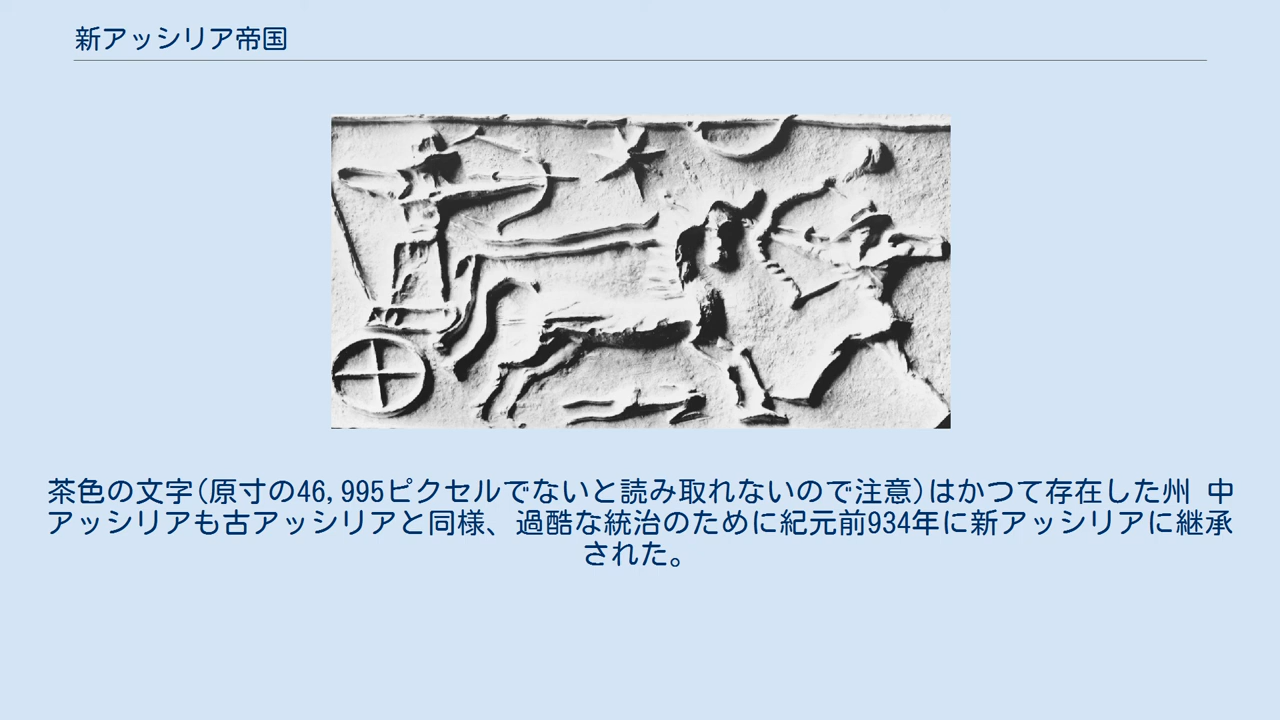 新アッシリア帝国
茶色の文字(原寸の46,995ピクセルでないと読み取れないので注意)はかつて存在した州 中
アッシリアも古アッシリアと同様、過酷な統治のために紀元前934年に新アッシリアに継承
された。